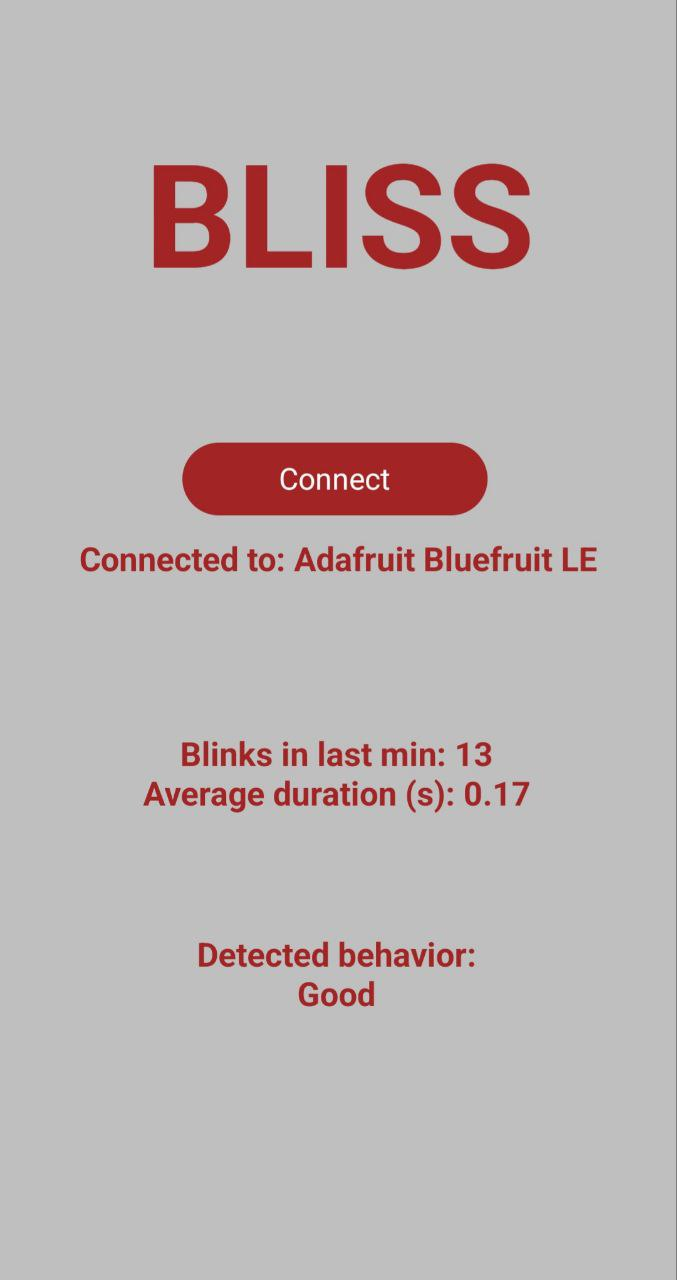 BLISS
Connect
Connected to: Adafruit Bluefruit LE
Blinks in last min: 13
Average duration (s): 0.17
Detected behavior:
Good